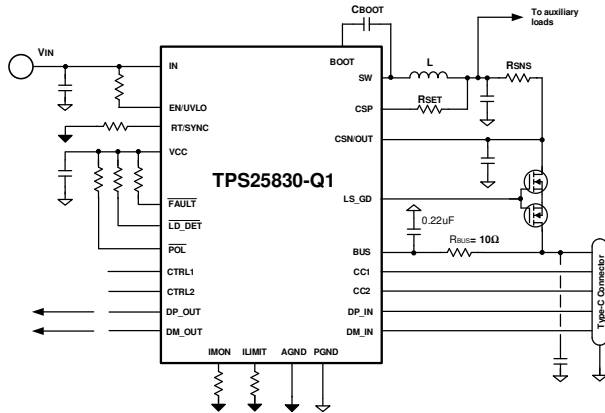 CBOOT
To auxiliary
loads
VIN
BOOT
IN
SW
L
RSNS
EN/UVLO
CSP
RSET
RT/SYNC
CSN/OUT
VCC
TPS25830-Q1
FAULT
LS_GD
LD_DET
0.22uF
POL
BUS
RBUS= 10Ω
CTRL1
CC1
CTRL2
CC2
DP_OUT
DP_IN
DM_OUT
DM_IN
Type-C Connector
IMON
ILIMIT
AGND
PGND